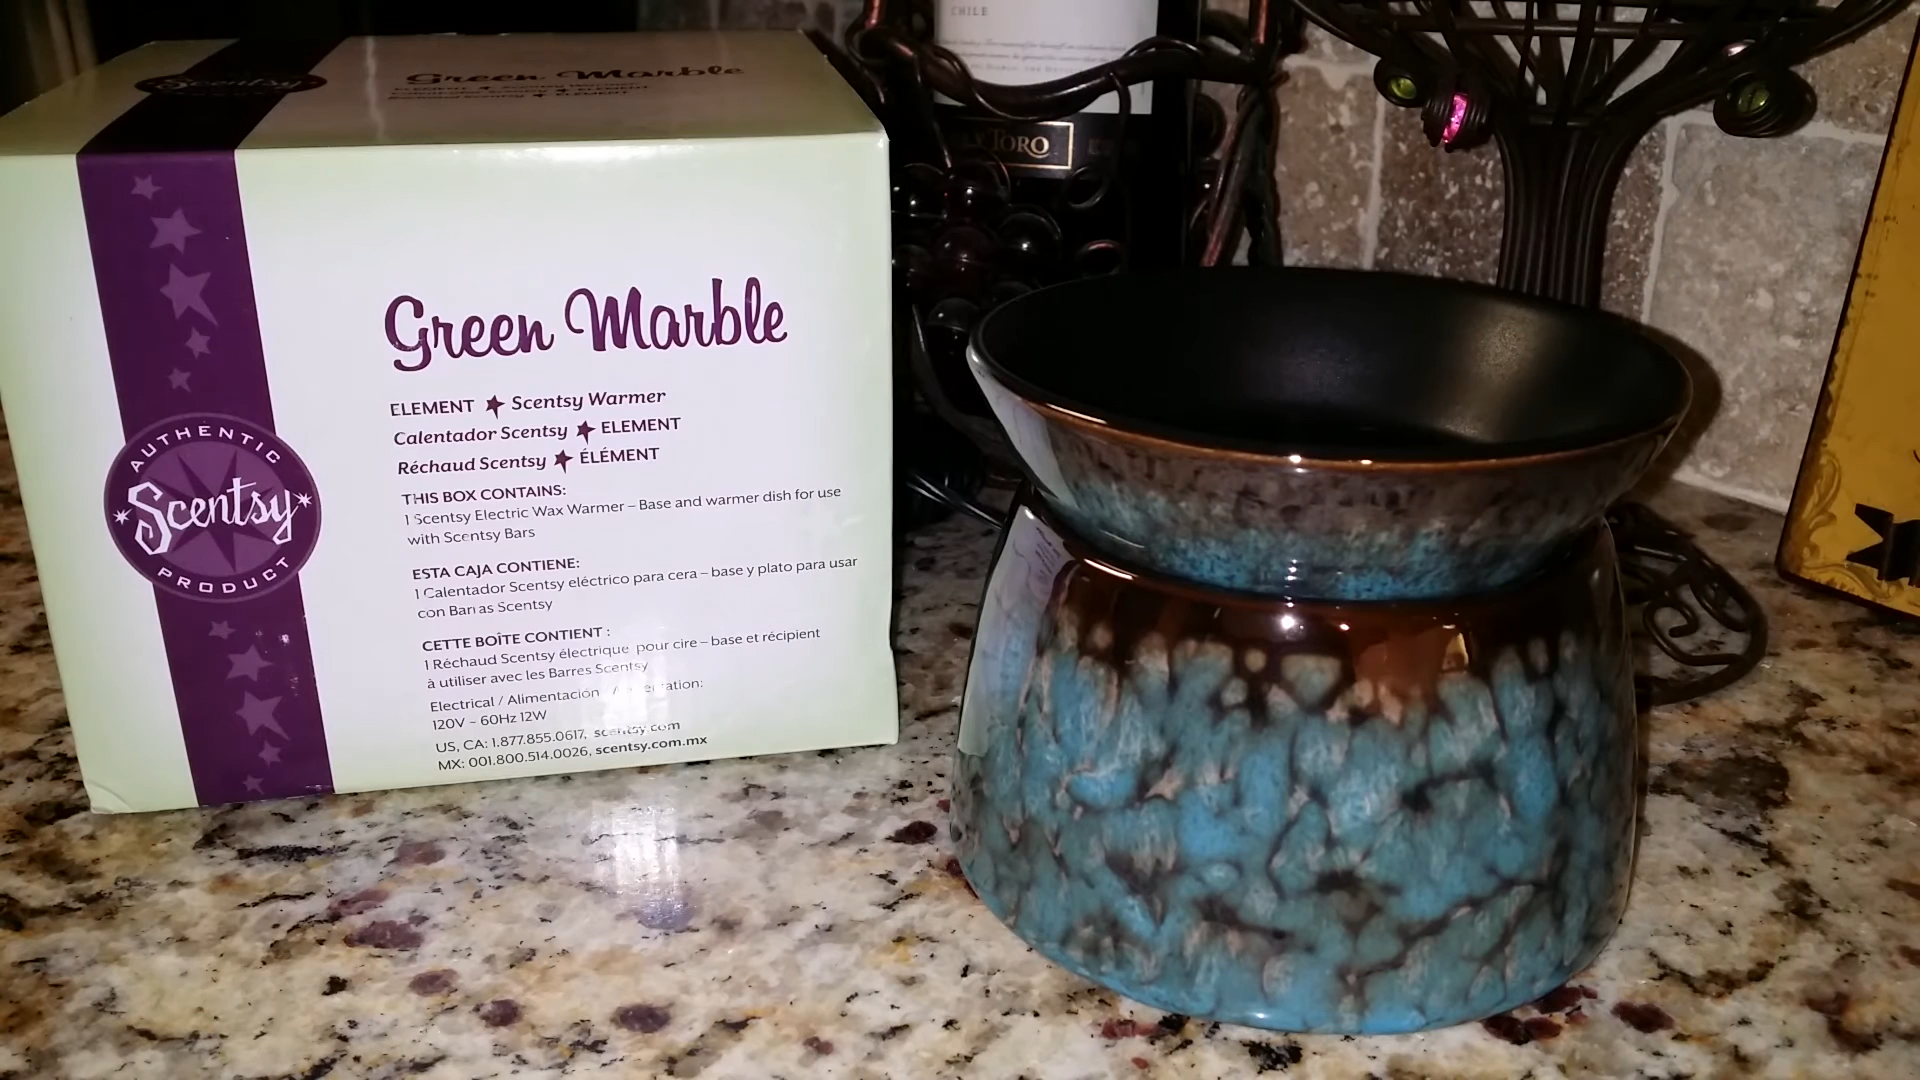 Scentsy
Green Marble
AUTHENTIC
Scentsy
PRODUCT
Green Marble
ELEMENT Scentsy Warmer
Calentador Scentsy ELEMENT
Réchaud Scentsy ÉLÉMENT
THIS BOX CONTAINS:
1 Scentsy Electric Wax Warmer – Base and warmer dish for use
with Scentsy Bars
ESTA CAJA CONTIENE:
1 Calentador Scentsy eléctrico para cera – base y plato para usar
con Barras Scentsy
CETTE BOÎTE CONTIENT :
1 Réchaud Scentsy électrique pour cire – base et récipient
à utiliser avec les Barres Scentsy
Electrical / Alimentación /
120V – 60Hz 12W
US, CA: 1.877.855.0617, scentsy.com
MX: 001.800.514.0026, scentsy.com.mx
CHILE
TORO